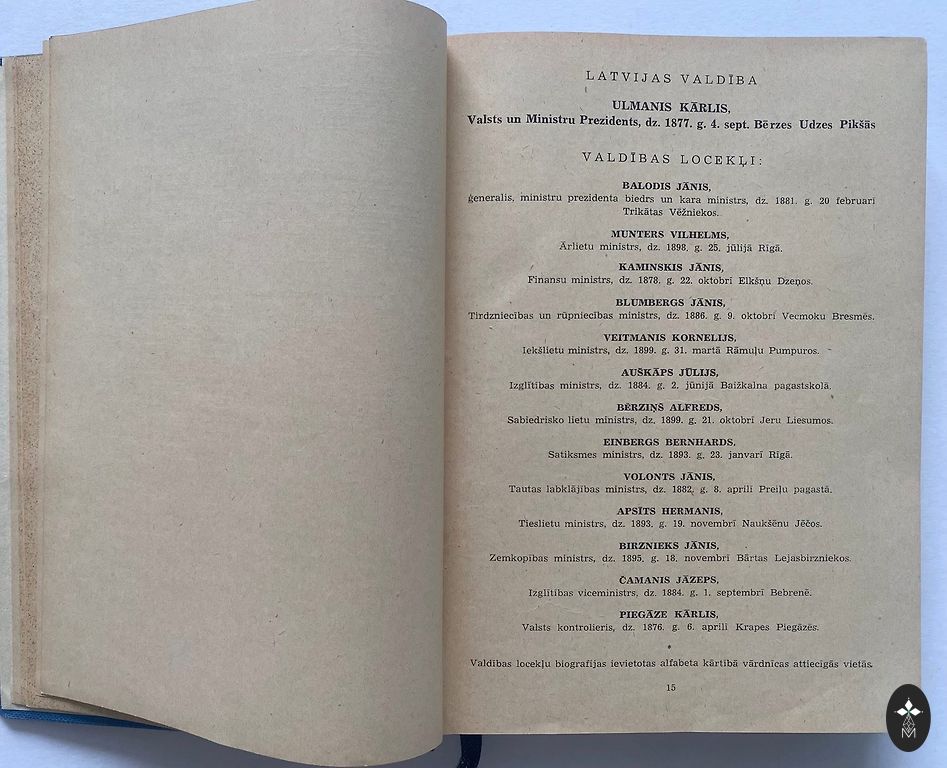 LATVIJAS VALDĪBA
ULMANIS KĀRLIS,
Valsts un Ministru Prezidents, dz. 1877. g. 4. sept. Bērzes Udzes Pikšās
VALDĪBAS LOCEKĻI:
BALODIS JĀNIS,
ģenerālis, ministru prezidenta biedrs un kara ministrs, dz. 1881. g. 20 februārī
Trikātas Vēžniekos.
MUNTERS VILHELMS,
Ārlietu ministrs, dz. 1898. g. 25. jūlijā Rīgā.
KAMINSKIS JĀNIS,
Finansu ministrs, dz. 1878. g. 22. oktobrī Elkšņu Dzeņos.
BLUMBERGS JĀNIS,
Tirdzniecības un rūpniecības ministrs, dz. 1886. g. 9. oktobrī Vecmoku Bresmēs.
VEITMANIS KORNELIJS,
Iekšlietu ministrs, dz. 1899. g. 31. martā Rāmuļu Pumpuros.
AUŠKĀPS JŪLIJS,
Izglītības ministrs, dz. 1884. g. 2. jūnijā Baižkalna pagastskolā.
BĒRZIŅŠ ALFREDS,
Sabiedrisko lietu ministrs, dz. 1899. g. 21. oktobrī Jeru Liesumos.
EINBERGS BERNHARDS,
Satiksmes ministrs, dz. 1893. g. 23. janvārī Rīgā.
VOLONTS JĀNIS,
Tautas labklājības ministrs, dz. 1882. g. 8. aprīlī Preiļu pagastā.
APSĪTS HERMANIS,
Tieslietu ministrs, dz. 1893. g. 19. novembrī Naukšēnu Jēčos.
BIRZNIEKS JĀNIS,
Zemkopības ministrs, dz. 1895. g. 18. novembrī Bārtas Lejasbirzniekos.
ČAMANIS JĀZEPS,
Izglītības viceministrs, dz. 1884. g. 1. septembrī Bebrenē.
PIEGĀZE KĀRLIS,
Valsts kontrolieris, dz. 1876. g. 6. aprīlī Krapes Piegāzēs.
Valdības locekļu biografijas ievietotas alfabeta kārtībā vārdnīcas attiecīgās vietās.
15
M